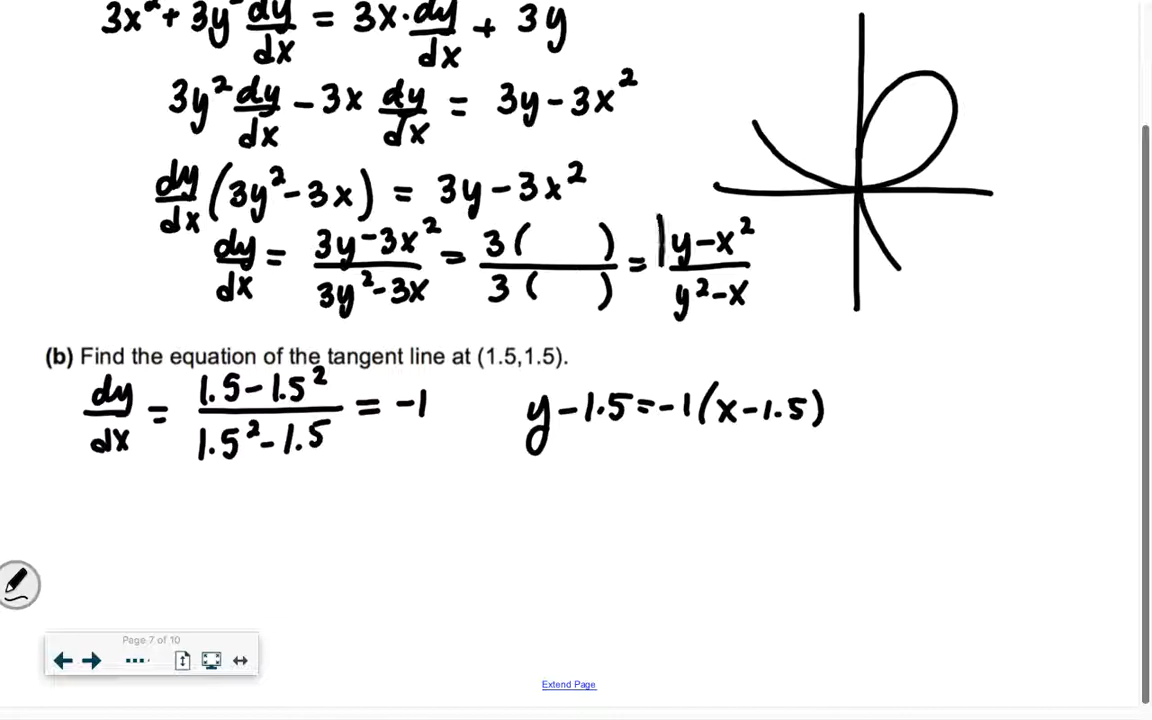 3x² + 3y² dy/dx = 3x · dy/dx + 3y
3y² dy/dx - 3x dy/dx = 3y - 3x²
dy/dx (3y² - 3x) = 3y - 3x²
dy/dx = (3y - 3x²)/(3y² - 3x) = 3( )/3( ) = (y - x²)/(y² - x)
(b) Find the equation of the tangent line at (1.5,1.5).
dy/dx = (1.5 - 1.5²)/(1.5² - 1.5) = -1 y - 1.5 = -1(x - 1.5)
Page 7 of 10
Extend Page